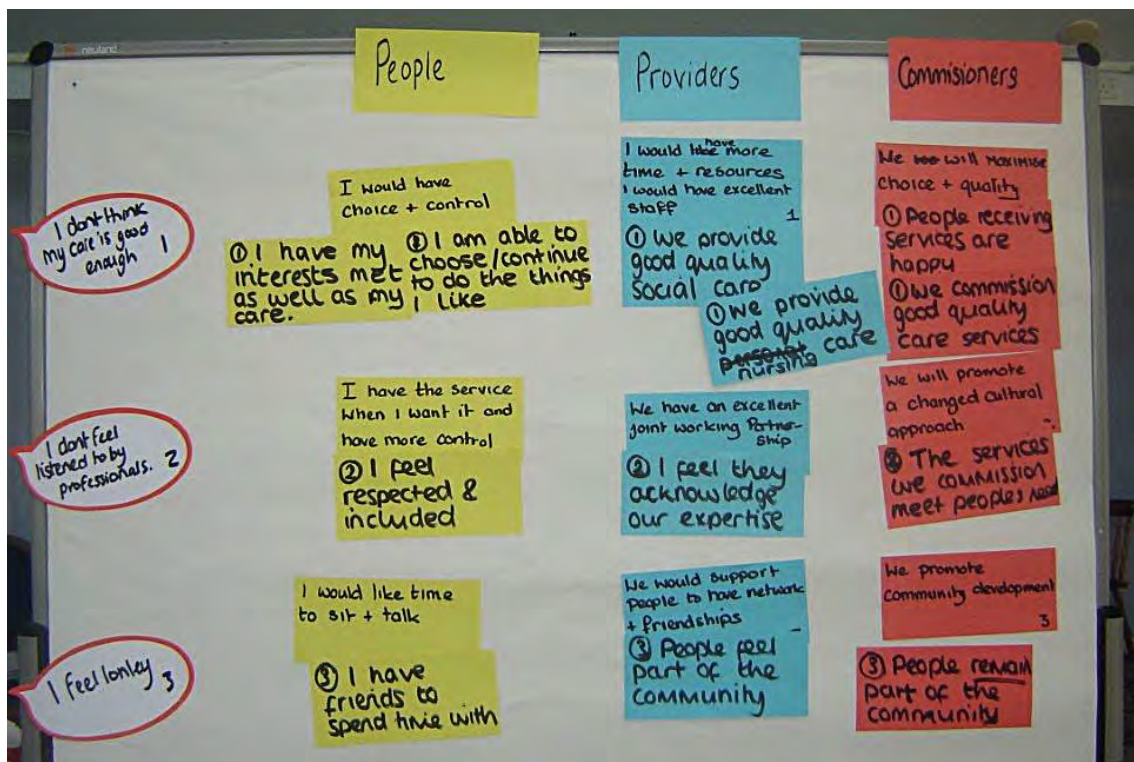 neuland
People
Providers
Commisioners
I dont think
my care is good
enough 1
I would have
choice + control
① I have my
interests met
as well as my
care.
① I am able to
choose/continue
to do the things
I like
have
I would like more
time + resources
I would have excellent
staff
1
① We provide
good quality
social care
① We provide
good quality
personal care
nursing
We too will maximise
choice + quality
① People receiving
services are
happy
① We commission
good quality
care services
I dont feel
listened to by
professionals. 2
I have the service
when I want it and
have more control
② I feel
respected &
included
We have an excellent
joint working Partner-
ship
② I feel they
acknowledge
our expertise
We will promote
a changed cultural
approach
② The services
we commission
meet peoples need
I feel lonley 3
I would like time
to sit + talk
③ I have
friends to
spend time with
We would support
people to have network
+ friendships
③ People feel
part of the
community
We promote
community development
3
③ People remain
part of the
community